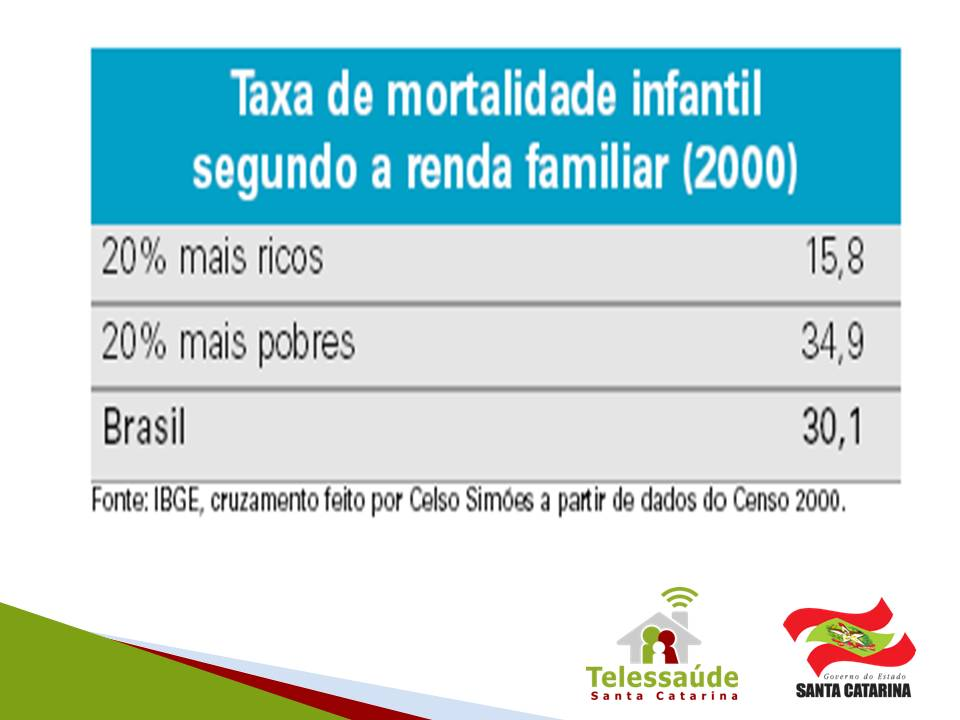 Taxa de mortalidade infantil
segundo a renda familiar (2000)
20% mais ricos 15,8
20% mais pobres 34,9
Brasil 30,1
Fonte: IBGE, cruzamento feito por Celso Simões a partir de dados do Censo 2000.
Telessaúde
Santa Catarina
Governo do Estado
SANTA CATARINA